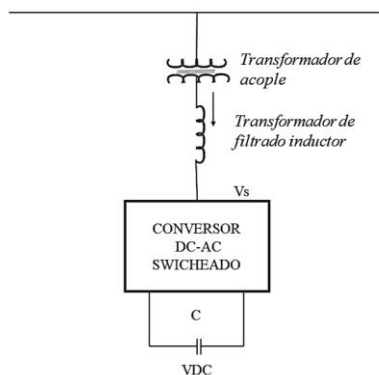 Transformador de
acople
Transformador de
filtrado inductor
Vs
CONVERSOR
DC-AC
SWICHEADO
C
VDC